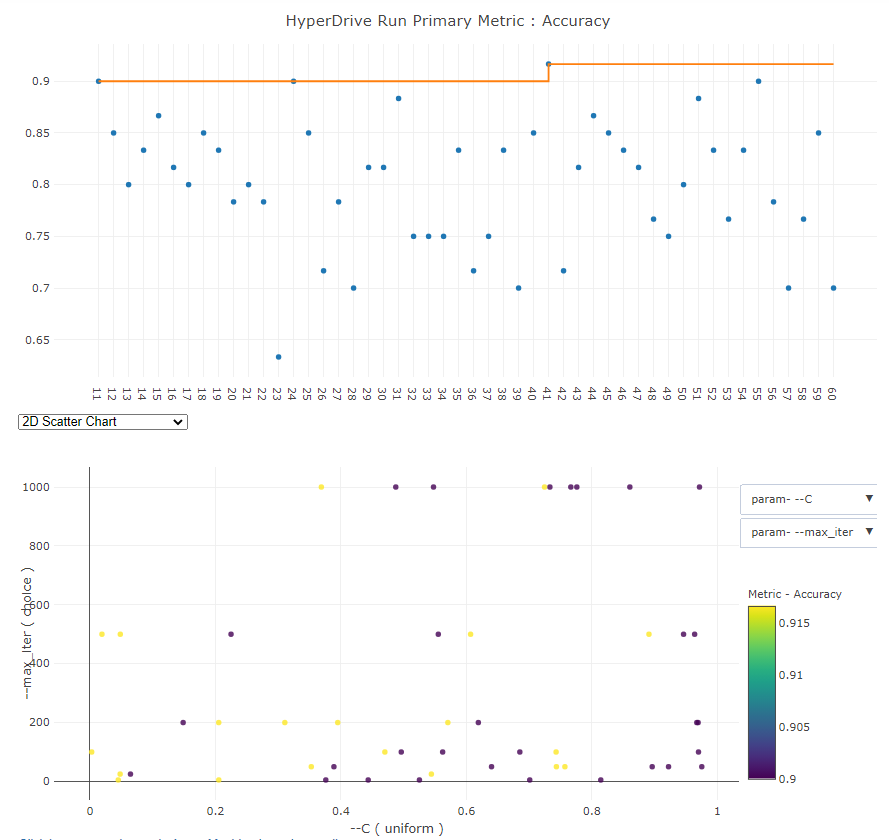 HyperDrive Run Primary Metric : Accuracy
0.9
0.85
0.8
0.75
0.7
0.65
11 12 13 14 15 16 17 18 19 20 21 22 23 24 25 26 27 28 29 30 31 32 33 34 35 36 37 38 39 40 41 42 43 44 45 46 47 48 49 50 51 52 53 54 55 56 57 58 59 60
2D Scatter Chart
1000
800
600
400
200
0
--max_iter ( choice )
0 0.2 0.4 0.6 0.8 1
--C ( uniform )
param- --C ▼
param- --max_iter ▼
Metric - Accuracy
0.915
0.91
0.905
0.9